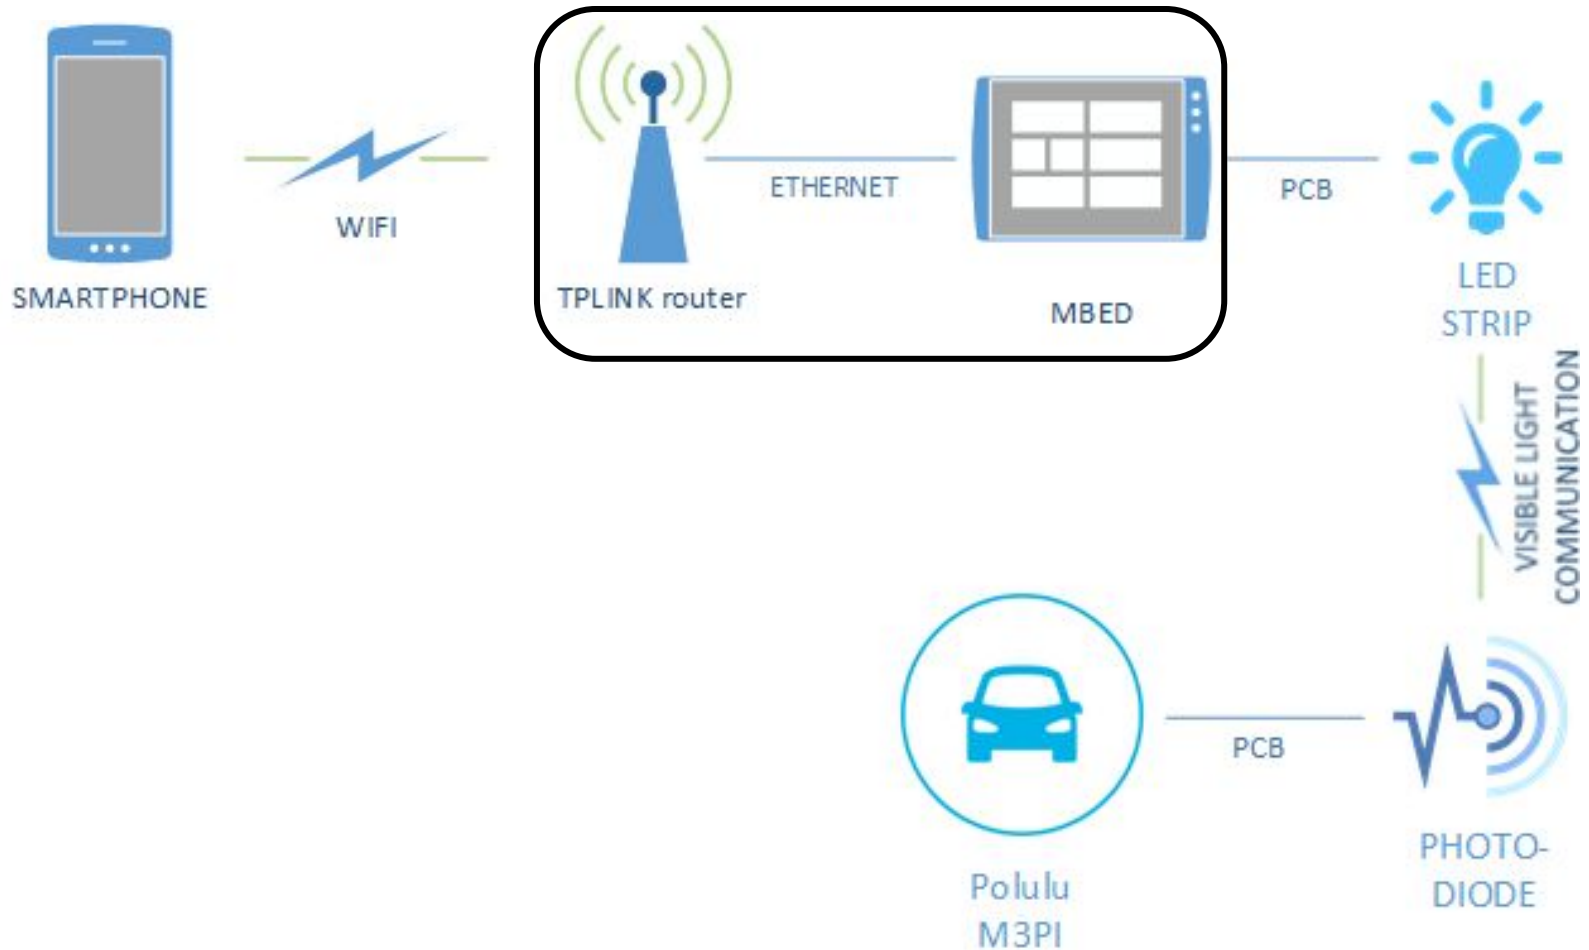 SMARTPHONE
WIFI
TPLINK router
ETHERNET
MBED
PCB
LED
STRIP
VISIBLE LIGHT
COMMUNICATION
PHOTO-
DIODE
PCB
Polulu
M3PI